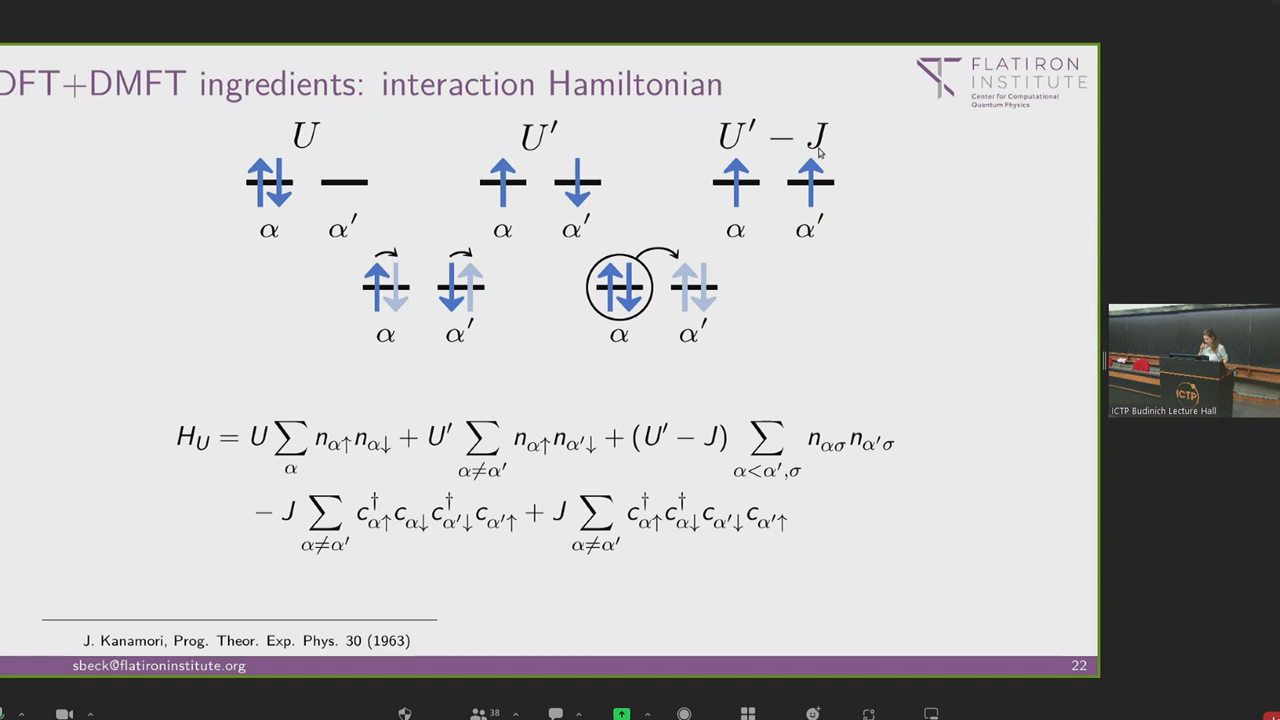 DFT+DMFT ingredients: interaction Hamiltonian
FLATIRON
INSTITUTE
Center for Computational
Quantum Physics
U U′ U′ − J
α α′ α α′ α α′
α α′ α α′
H_U = U ∑_α n_{α↑} n_{α↓} + U′ ∑_{α≠α′} n_{α↑} n_{α′↓} + (U′ − J) ∑_{α<α′,σ} n_{ασ} n_{α′σ}
− J ∑_{α≠α′} c†_{α↑} c_{α↓} c†_{α′↓} c_{α′↑} + J ∑_{α≠α′} c†_{α↑} c†_{α↓} c_{α′↓} c_{α′↑}
J. Kanamori, Prog. Theor. Exp. Phys. 30 (1963)
sbeck@flatironinstitute.org 22
ICTP
ICTP Budinich Lecture Hall
38